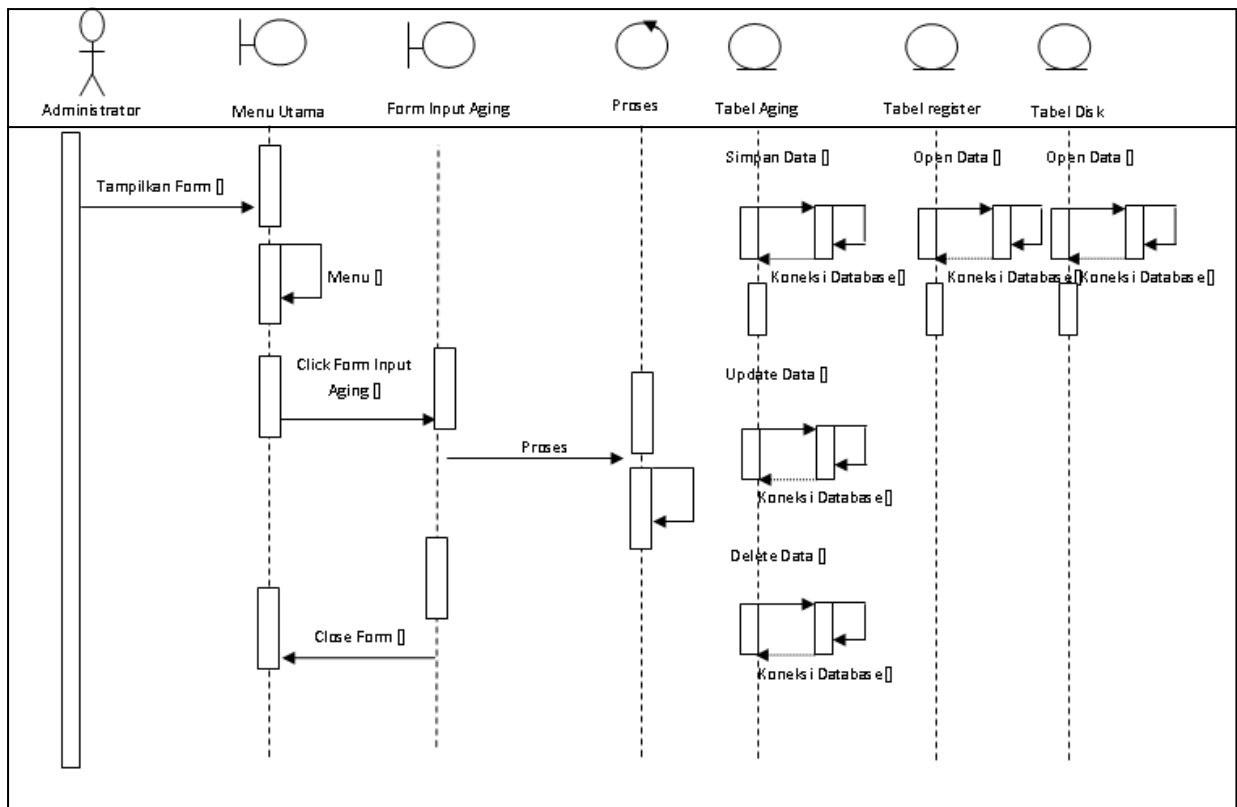 Administrator
Menu Utama
Form Input Aging
Proses
Tabel Aging
Tabel register
Tabel Disk
Simpan Data []
Open Data []
Open Data []
Tampilkan Form []
Menu []
Koneksi Database[]
Koneksi Database[]
Koneksi Database[]
Click Form Input
Aging []
Update Data []
Proses
Koneksi Database[]
Delete Data []
Close Form []
Koneksi Database[]